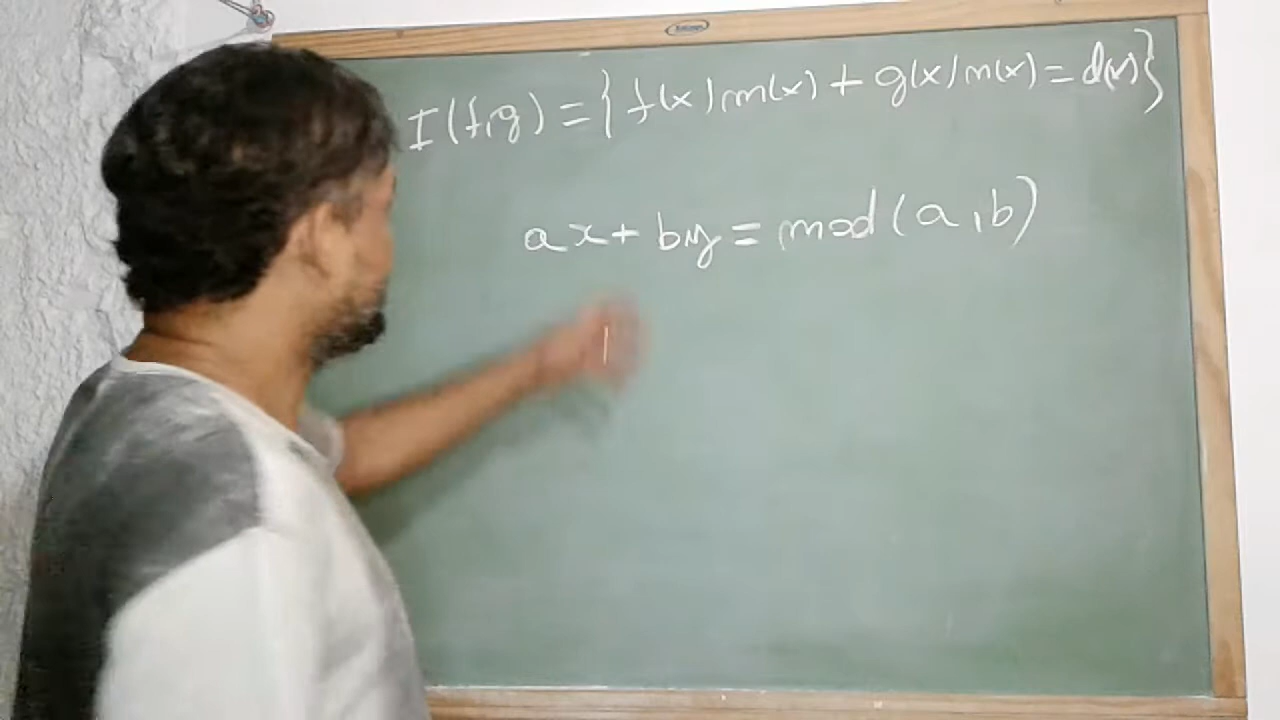 I(f,g) = { f(x)m(x) + g(x)n(x) = d(x) }
ax + by = mod(a,b)